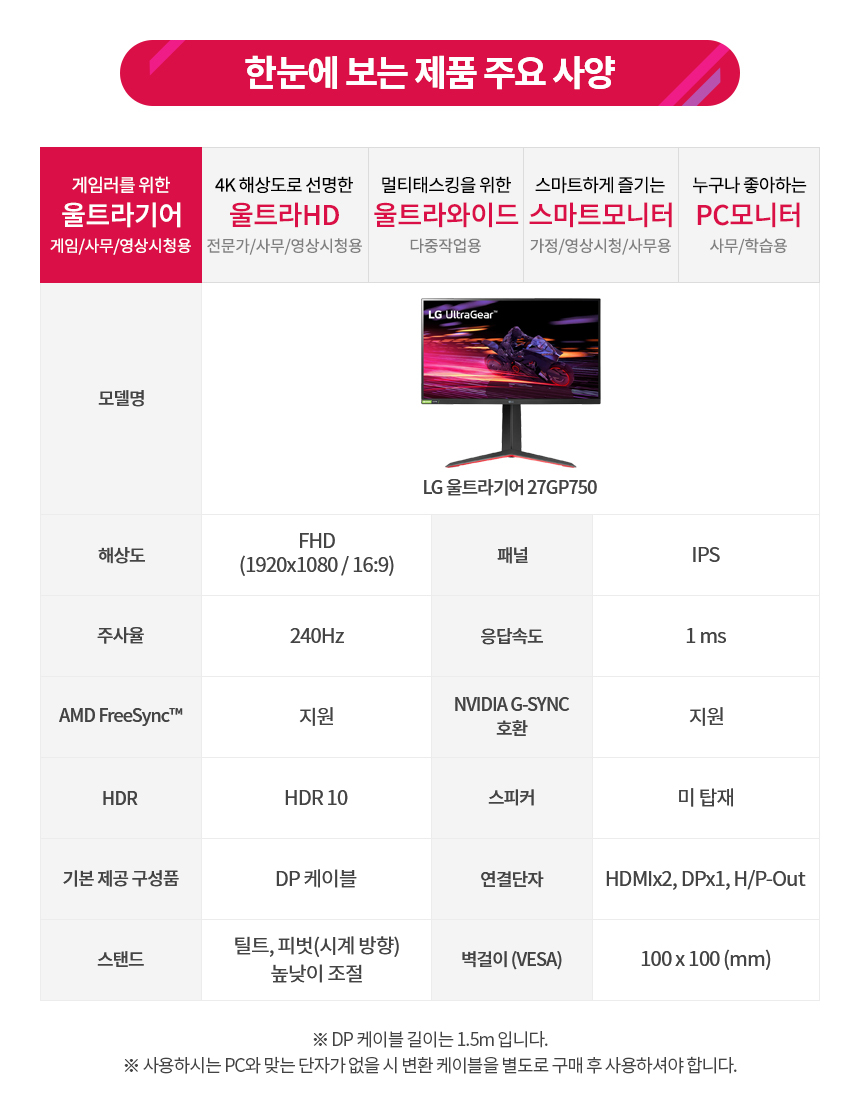 한눈에 보는 제품 주요 사양
게임러를 위한
울트라기어
게임/사무/영상시청용
4K 해상도로 선명한
울트라HD
전문가/사무/영상시청용
멀티태스킹을 위한
울트라와이드
다중작업용
스마트하게 즐기는
스마트모니터
가정/영상시청/사무용
누구나 좋아하는
PC모니터
사무/학습용
모델명
LG UltraGear™
LG 울트라기어 27GP750
해상도
FHD
(1920x1080 / 16:9)
패널
IPS
주사율
240Hz
응답속도
1 ms
AMD FreeSync™
지원
NVIDIA G-SYNC
호환
지원
HDR
HDR 10
스피커
미 탑재
기본 제공 구성품
DP 케이블
연결단자
HDMIx2, DPx1, H/P-Out
스탠드
틸트, 피벗(시계 방향)
높낮이 조절
벽걸이 (VESA)
100 x 100 (mm)
※ DP 케이블 길이는 1.5m 입니다.
※ 사용하시는 PC와 맞는 단자가 없을 시 변환 케이블을 별도로 구매 후 사용하셔야 합니다.